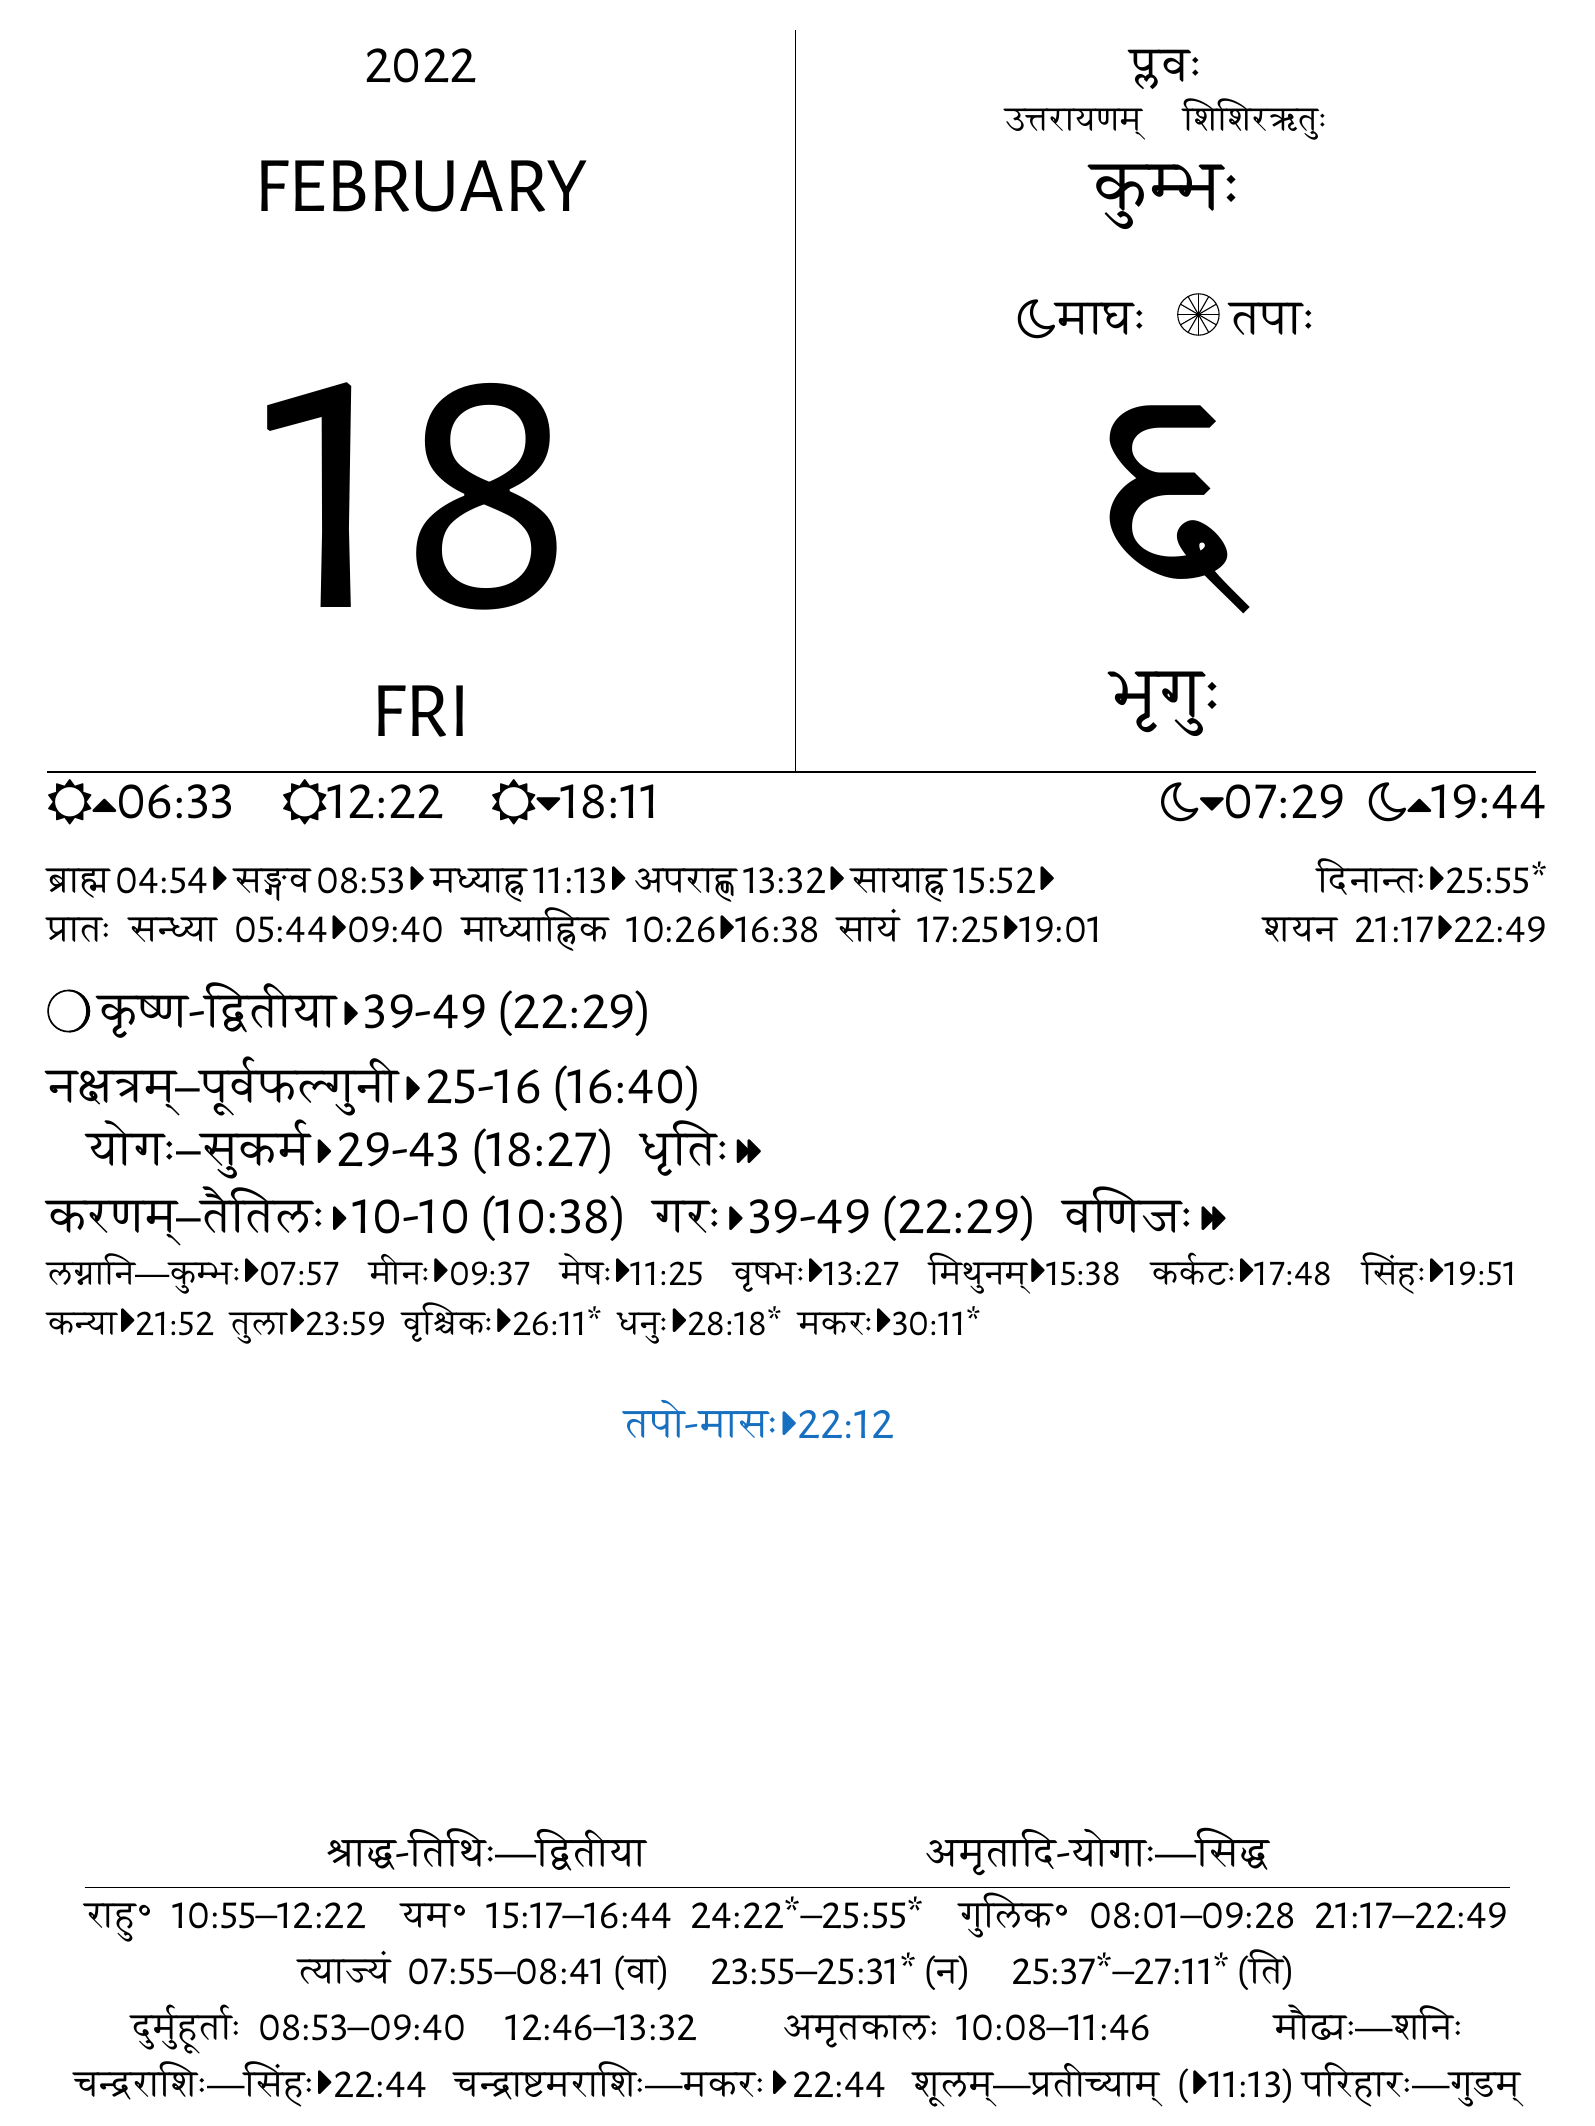 2022
FEBRUARY
18
FRI
प्लवः
उत्तरायणम् शिशिरऋतुः
कुम्भः
माघः तपाः
६
भृगुः
06:33 12:22 18:11 07:29 19:44
ब्राह्म 04:54 सङ्गव 08:53 मध्याह्न 11:13 अपराह्ण 13:32 सायाह्न 15:52 दिनान्तः 25:55*
प्रातः सन्ध्या 05:44 09:40 माध्याह्निक 10:26 16:38 सायं 17:25 19:01 शयन 21:17 22:49
कृष्ण-द्वितीया 39-49 (22:29)
नक्षत्रम्–पूर्वफल्गुनी 25-16 (16:40)
योगः–सुकर्म 29-43 (18:27) धृतिः
करणम्–तैतिलः 10-10 (10:38) गरः 39-49 (22:29) वणिजः
लग्नानि—कुम्भः 07:57 मीनः 09:37 मेषः 11:25 वृषभः 13:27 मिथुनम् 15:38 कर्कटः 17:48 सिंहः 19:51
कन्या 21:52 तुला 23:59 वृश्चिकः 26:11* धनुः 28:18* मकरः 30:11*
तपो-मासः 22:12
श्राद्ध-तिथिः—द्वितीया अमृतादि-योगाः—सिद्ध
राहु॰ 10:55–12:22 यम॰ 15:17–16:44 24:22*–25:55* गुलिक॰ 08:01–09:28 21:17–22:49
त्याज्यं 07:55–08:41 (वा) 23:55–25:31* (न) 25:37*–27:11* (ति)
दुर्मुहूर्ताः 08:53–09:40 12:46–13:32 अमृतकालः 10:08–11:46 मौढ्यः—शनिः
चन्द्रराशिः—सिंहः 22:44 चन्द्राष्टमराशिः—मकरः 22:44 शूलम्—प्रतीच्याम् (11:13) परिहारः—गुडम्